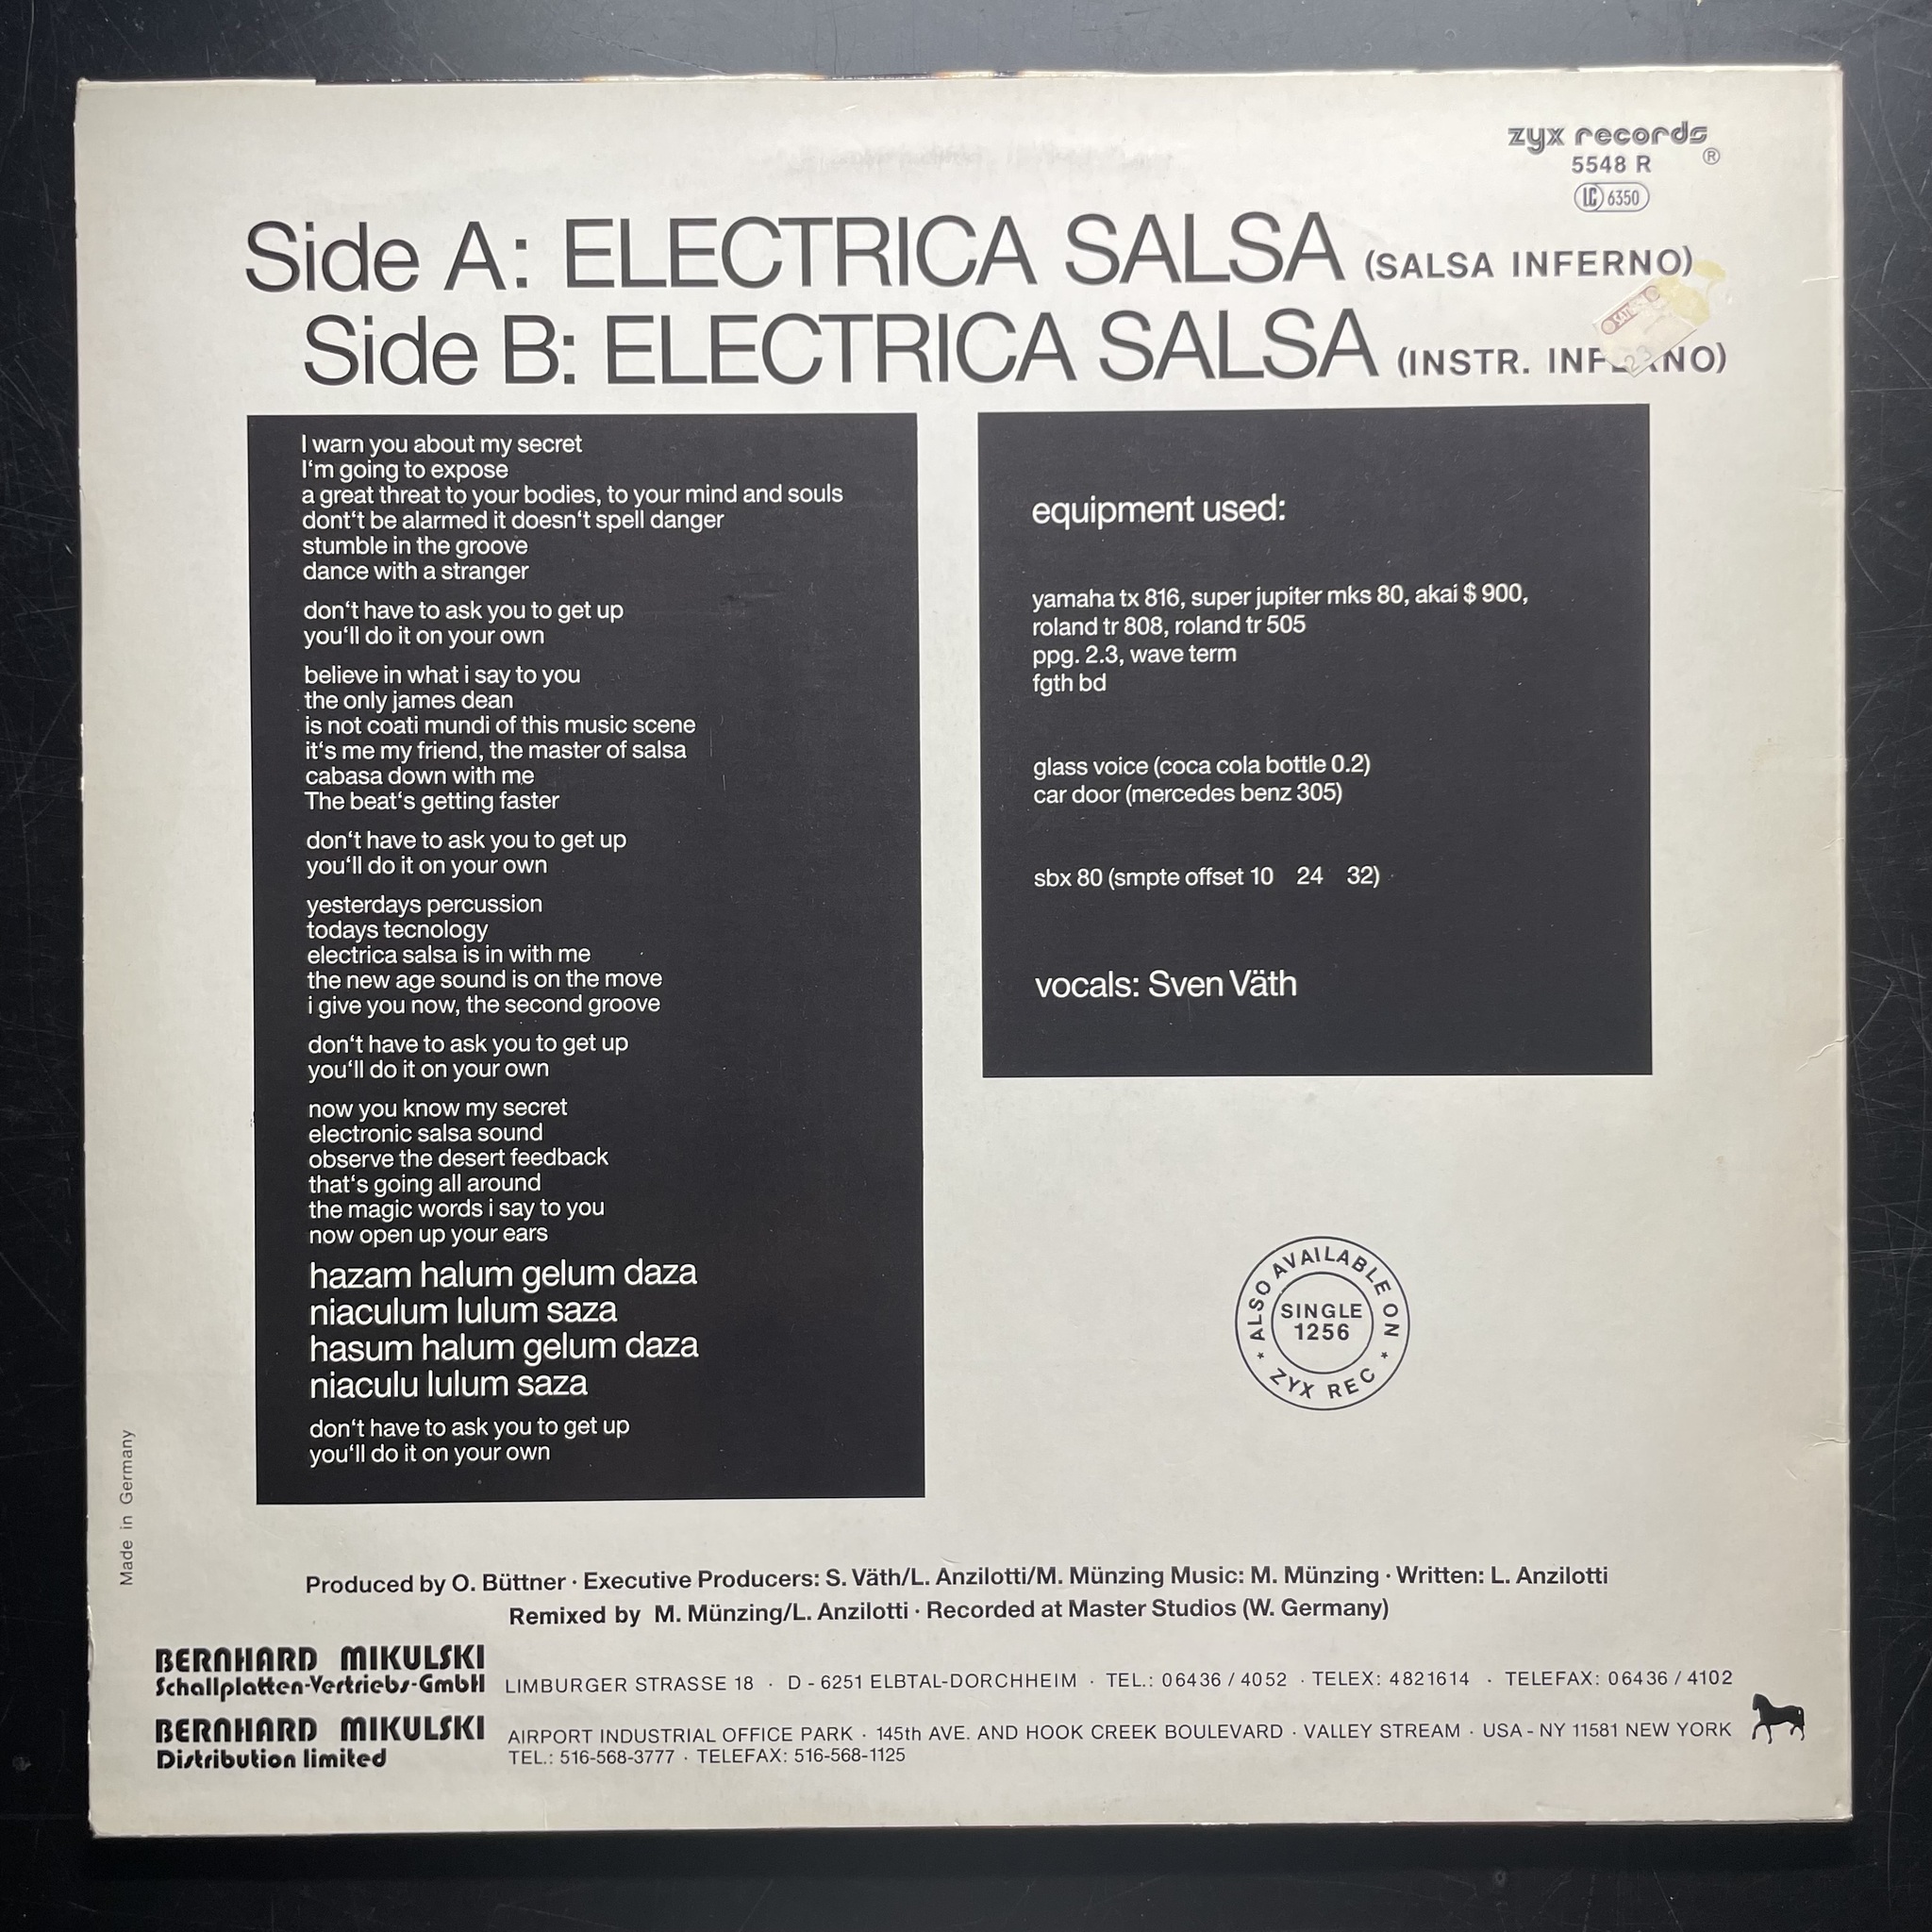 zyx records
5548 R ®
LC 6350
Side A: ELECTRICA SALSA (SALSA INFERNO)
Side B: ELECTRICA SALSA (INSTR. INFERNO)
I warn you about my secret
I‘m going to expose
a great threat to your bodies, to your mind and souls
dont‘t be alarmed it doesn‘t spell danger
stumble in the groove
dance with a stranger
don‘t have to ask you to get up
you‘ll do it on your own
believe in what i say to you
the only james dean
is not coati mundi of this music scene
it‘s me my friend, the master of salsa
cabasa down with me
The beat‘s getting faster
don‘t have to ask you to get up
you‘ll do it on your own
yesterdays percussion
todays tecnology
electrica salsa is in with me
the new age sound is on the move
i give you now, the second groove
don‘t have to ask you to get up
you‘ll do it on your own
now you know my secret
electronic salsa sound
observe the desert feedback
that‘s going all around
the magic words i say to you
now open up your ears
hazam halum gelum daza
niaculum lulum saza
hasum halum gelum daza
niaculu lulum saza
don‘t have to ask you to get up
you‘ll do it on your own
equipment used:
yamaha tx 816, super jupiter mks 80, akai $ 900,
roland tr 808, roland tr 505
ppg. 2.3, wave term
fgth bd
glass voice (coca cola bottle 0.2)
car door (mercedes benz 305)
sbx 80 (smpte offset 10 24 32)
vocals: Sven Väth
ALSO AVAILABLE ON
SINGLE
1256
* ZYX REC *
Made in Germany
Produced by O. Büttner · Executive Producers: S. Väth/L. Anzilotti/M. Münzing Music: M. Münzing · Written: L. Anzilotti
Remixed by M. Münzing/L. Anzilotti · Recorded at Master Studios (W. Germany)
BERNHARD MIKULSKI
Schallplatten-Vertriebs-GmbH LIMBURGER STRASSE 18 · D - 6251 ELBTAL-DORCHHEIM · TEL.: 06436 / 4052 · TELEX: 4821614 · TELEFAX: 06436 / 4102
BERNHARD MIKULSKI AIRPORT INDUSTRIAL OFFICE PARK · 145th AVE. AND HOOK CREEK BOULEVARD · VALLEY STREAM · USA - NY 11581 NEW YORK
Distribution limited TEL.: 516-568-3777 · TELEFAX: 516-568-1125